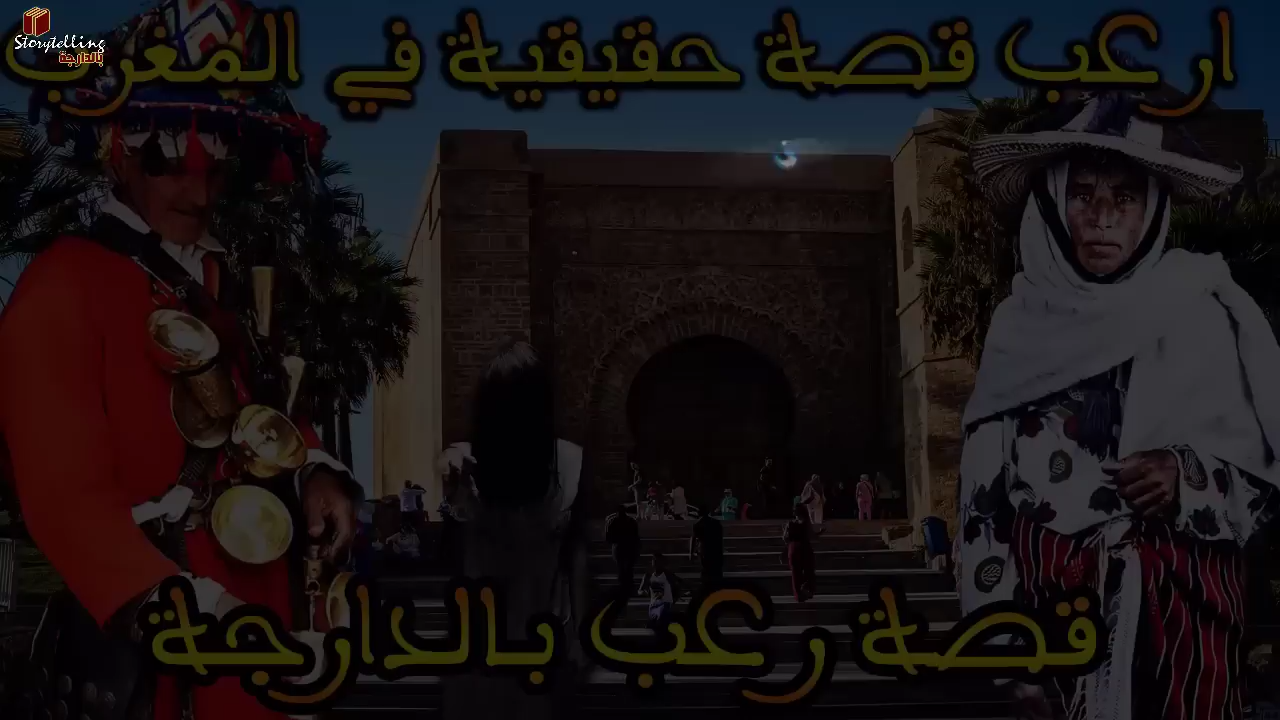 Storytelling
بالدارجة
ارعب قصة حقيقية في المغرب
قصة رعب بالدارجة